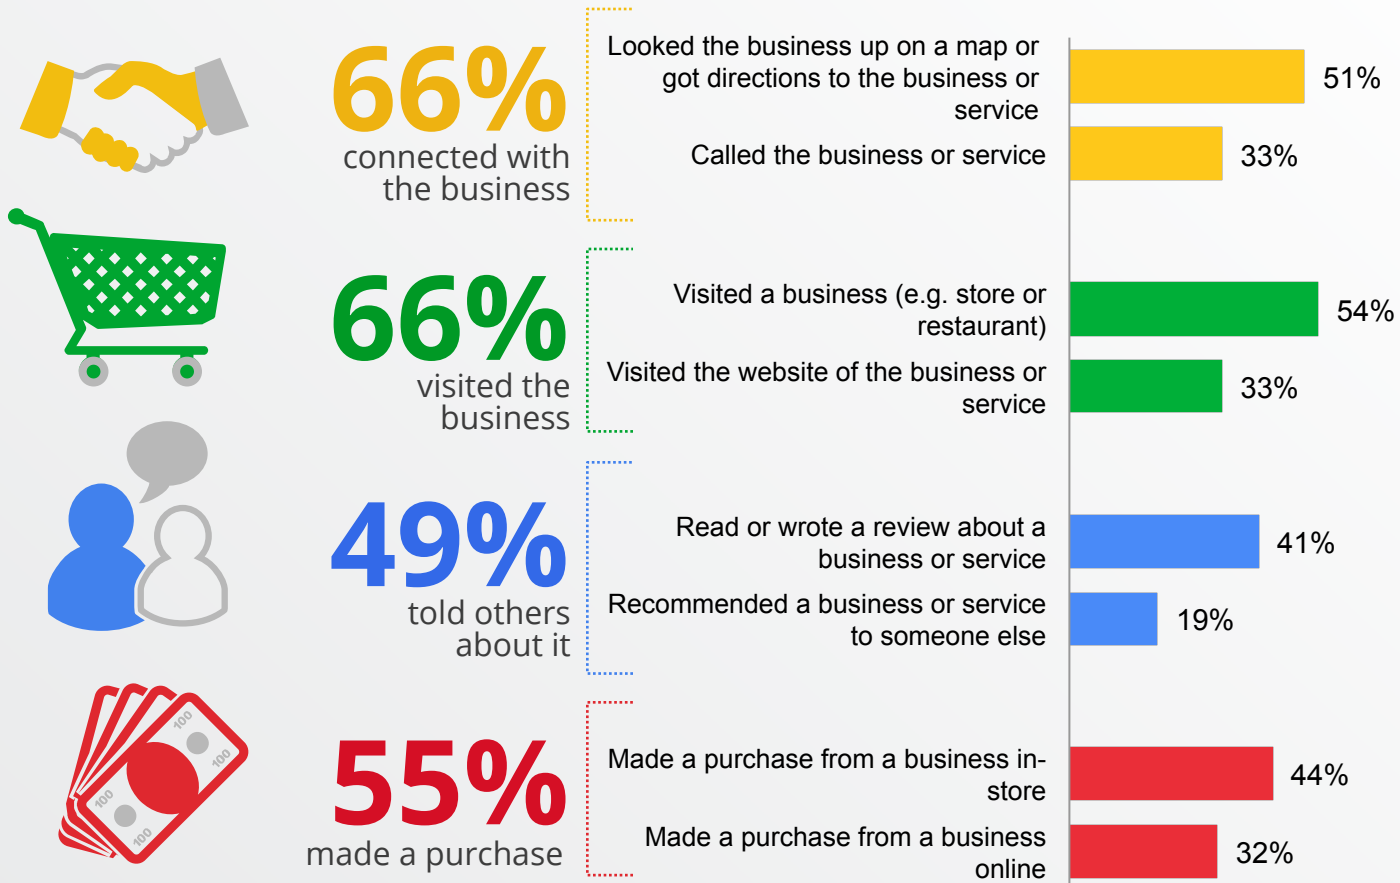 66%
connected with
the business
Looked the business up on a map or
got directions to the business or
service
51%
Called the business or service
33%
66%
visited the
business
Visited a business (e.g. store or
restaurant)
54%
Visited the website of the business or
service
33%
49%
told others
about it
Read or wrote a review about a
business or service
41%
Recommended a business or service
to someone else
19%
100
100
100
100
55%
made a purchase
Made a purchase from a business in-
store
44%
Made a purchase from a business
online
32%